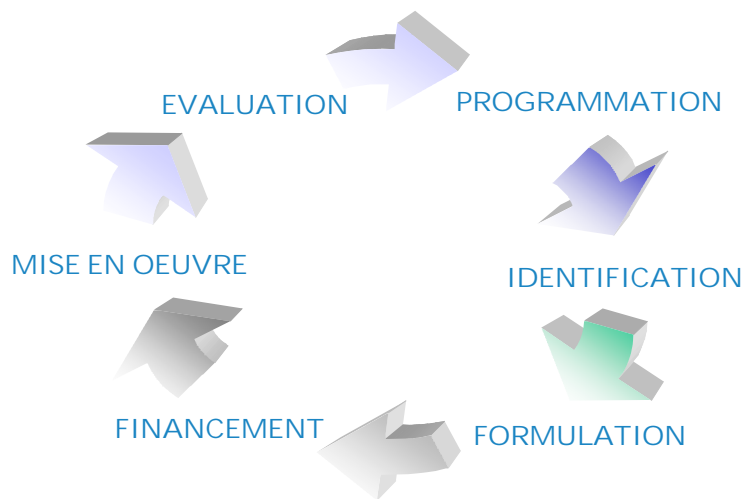 EVALUATION
PROGRAMMATION
MISE EN OEUVRE
IDENTIFICATION
FINANCEMENT
FORMULATION